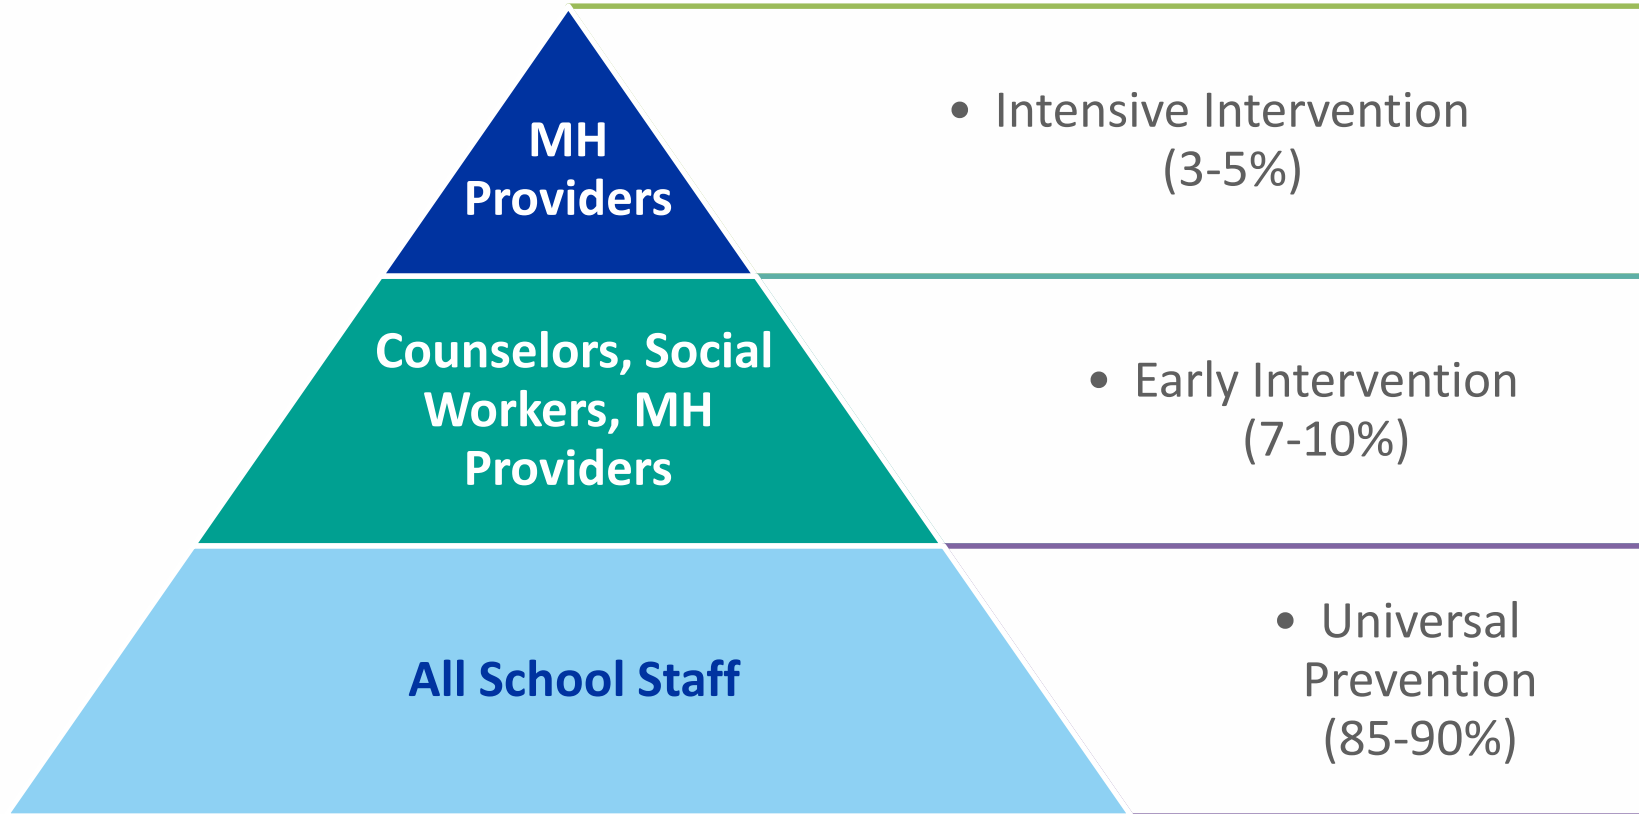 MH
Providers
• Intensive Intervention
(3-5%)
Counselors, Social
Workers, MH
Providers
• Early Intervention
(7-10%)
All School Staff
• Universal
Prevention
(85-90%)